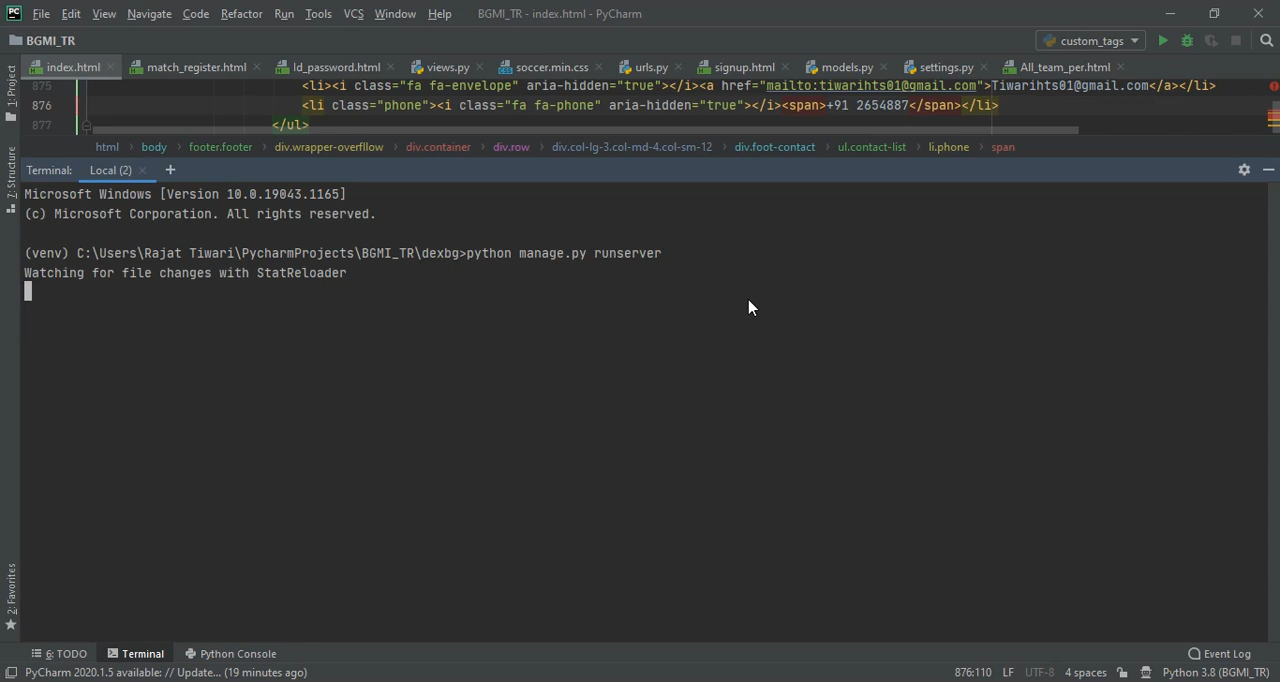 PC File Edit View Navigate Code Refactor Run Tools VCS Window Help BGMI_TR - index.html - PyCharm
BGMI_TR custom_tags
index.html match_register.html Id_password.html views.py soccer.min.css urls.py signup.html models.py settings.py All_team_per.html
875 <li><i class="fa fa-envelope" aria-hidden="true"></i><a href="mailto:tiwarihts01@gmail.com">Tiwarihts01@gmail.com</a></li>
876 <li class="phone"><i class="fa fa-phone" aria-hidden="true"></i><span>+91 2654887</span></li>
877 </ul>
html body footer.footer div.wrapper-overfllow div.container div.row div.col-lg-3.col-md-4.col-sm-12 div.foot-contact ul.contact-list li.phone span
Terminal: Local (2) +
Microsoft Windows [Version 10.0.19043.1165]
(c) Microsoft Corporation. All rights reserved.
(venv) C:\Users\Rajat Tiwari\PycharmProjects\BGMI_TR\dexbg>python manage.py runserver
Watching for file changes with StatReloader
1: Project
7: Structure
2: Favorites
6: TODO Terminal Python Console Event Log
PyCharm 2020.1.5 available: // Update... (19 minutes ago) 876:110 LF UTF-8 4 spaces Python 3.8 (BGMI_TR)